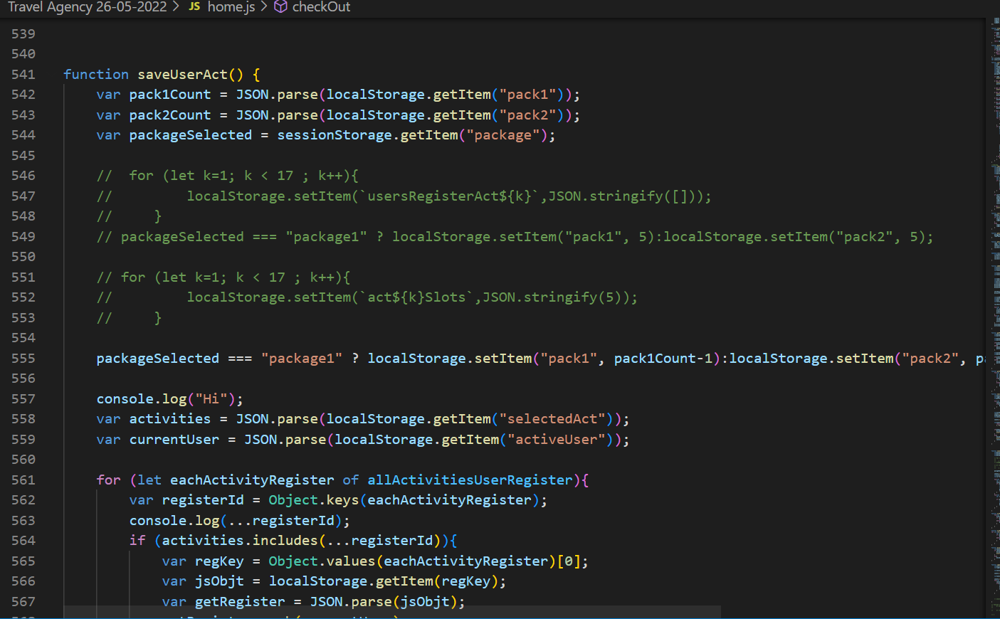 Travel Agency 26-05-2022 > JS home.js > checkOut
539
540
541 function saveUserAct() {
542 var pack1Count = JSON.parse(localStorage.getItem("pack1"));
543 var pack2Count = JSON.parse(localStorage.getItem("pack2"));
544 var packageSelected = sessionStorage.getItem("package");
545
546 //  for (let k=1; k < 17 ; k++){
547 //         localStorage.setItem(`usersRegisterAct${k}`,JSON.stringify([]));
548 //     }
549 // packageSelected === "package1" ? localStorage.setItem("pack1", 5):localStorage.setItem("pack2", 5);
550
551 // for (let k=1; k < 17 ; k++){
552 //         localStorage.setItem(`act${k}Slots`,JSON.stringify(5));
553 //     }
554
555 packageSelected === "package1" ? localStorage.setItem("pack1", pack1Count-1):localStorage.setItem("pack2", pa
556
557 console.log("Hi");
558 var activities = JSON.parse(localStorage.getItem("selectedAct"));
559 var currentUser = JSON.parse(localStorage.getItem("activeUser"));
560
561 for (let eachActivityRegister of allActivitiesUserRegister){
562 var registerId = Object.keys(eachActivityRegister);
563 console.log(...registerId);
564 if (activities.includes(...registerId)){
565 var regKey = Object.values(eachActivityRegister)[0];
566 var jsObjt = localStorage.getItem(regKey);
567 var getRegister = JSON.parse(jsObjt);